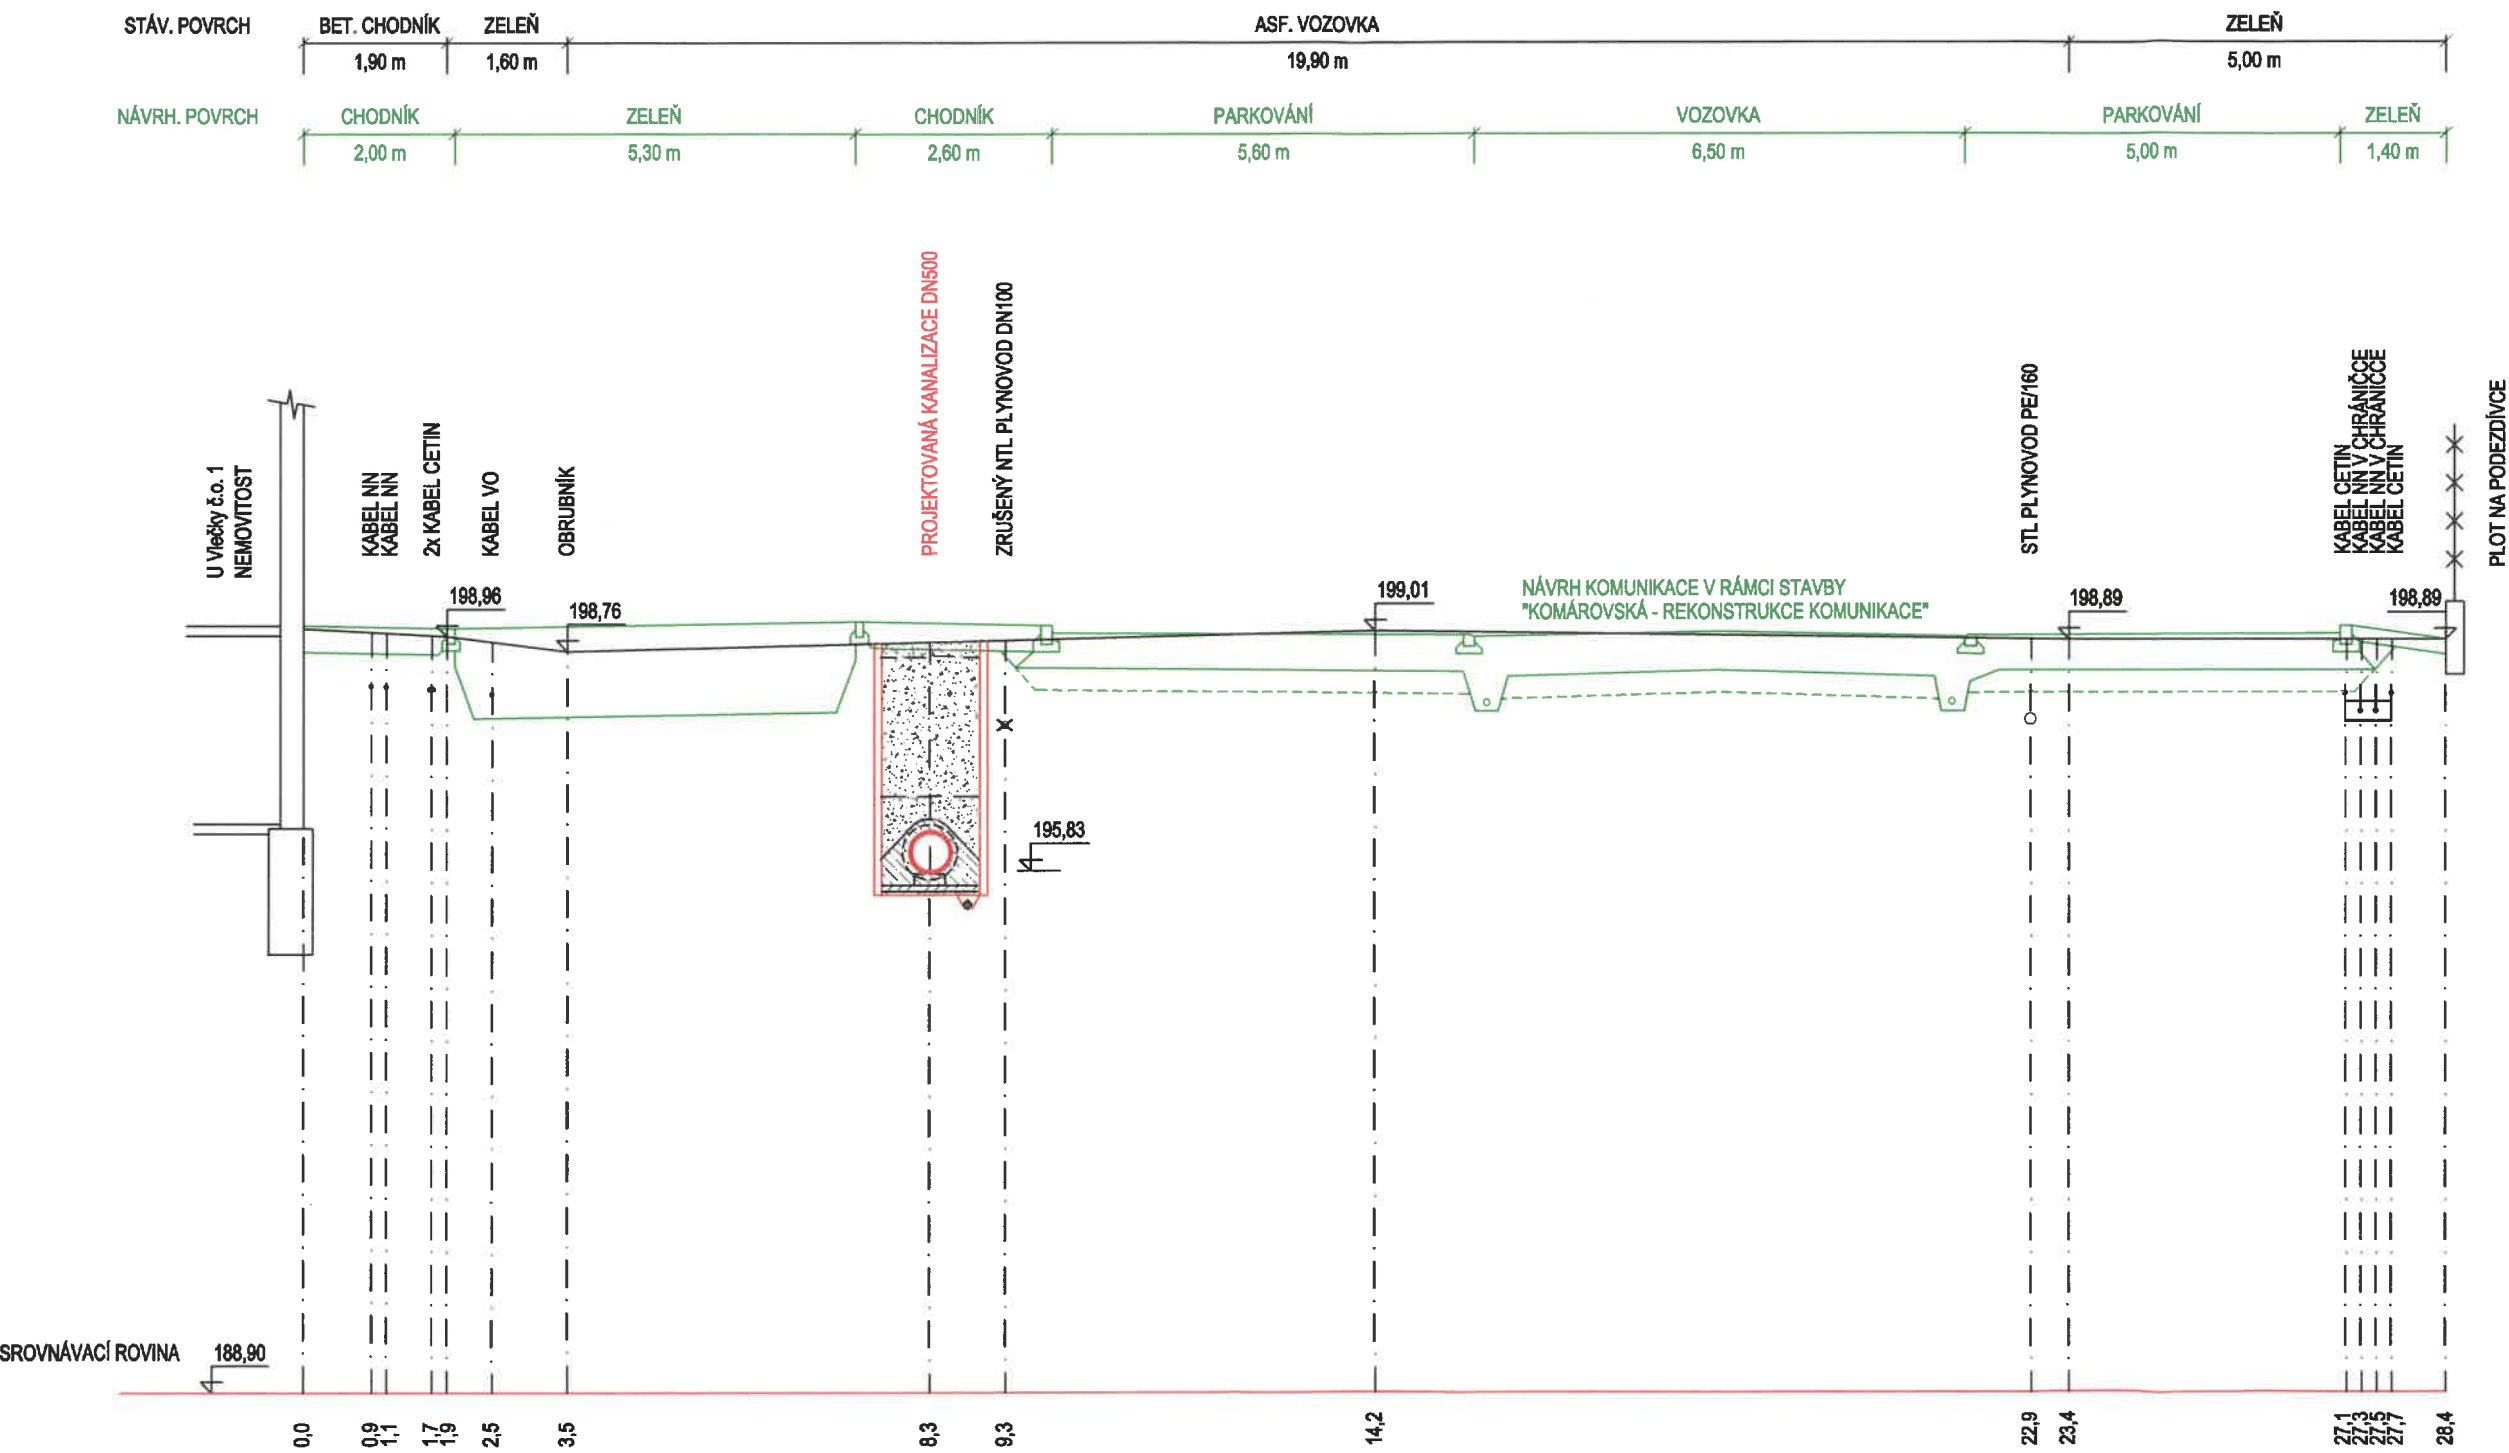 STÁV. POVRCH
BET. CHODNÍK
ZELEŇ
ASF. VOZOVKA
ZELEŇ
1,90 m
1,60 m
19,90 m
5,00 m
NÁVRH. POVRCH
CHODNÍK
ZELEŇ
CHODNÍK
PARKOVÁNÍ
VOZOVKA
PARKOVÁNÍ
ZELEŇ
2,00 m
5,30 m
2,60 m
5,60 m
6,50 m
5,00 m
1,40 m
U Vlečky č.o. 1
NEMOVITOST
KABEL NN
KABEL NN
2x KABEL CETIN
KABEL VO
OBRUBNÍK
PROJEKTOVANÁ KANALIZACE DN500
ZRUŠENÝ NTL PLYNOVOD DN100
STL PLYNOVOD PE/160
KABEL CETIN
KABEL NN V CHRÁNIČCE
KABEL NN V CHRÁNIČCE
KABEL CETIN
PLOT NA PODEZDÍVCE
198,96
198,76
199,01
NÁVRH KOMUNIKACE V RÁMCI STAVBY
"KOMÁROVSKÁ - REKONSTRUKCE KOMUNIKACE"
198,89
198,89
195,83
SROVNÁVACÍ ROVINA
188,90
0,0
0,9
1,1
1,7
1,9
2,5
3,5
8,3
9,3
14,2
22,9
23,4
27,1
27,3
27,5
27,7
28,4